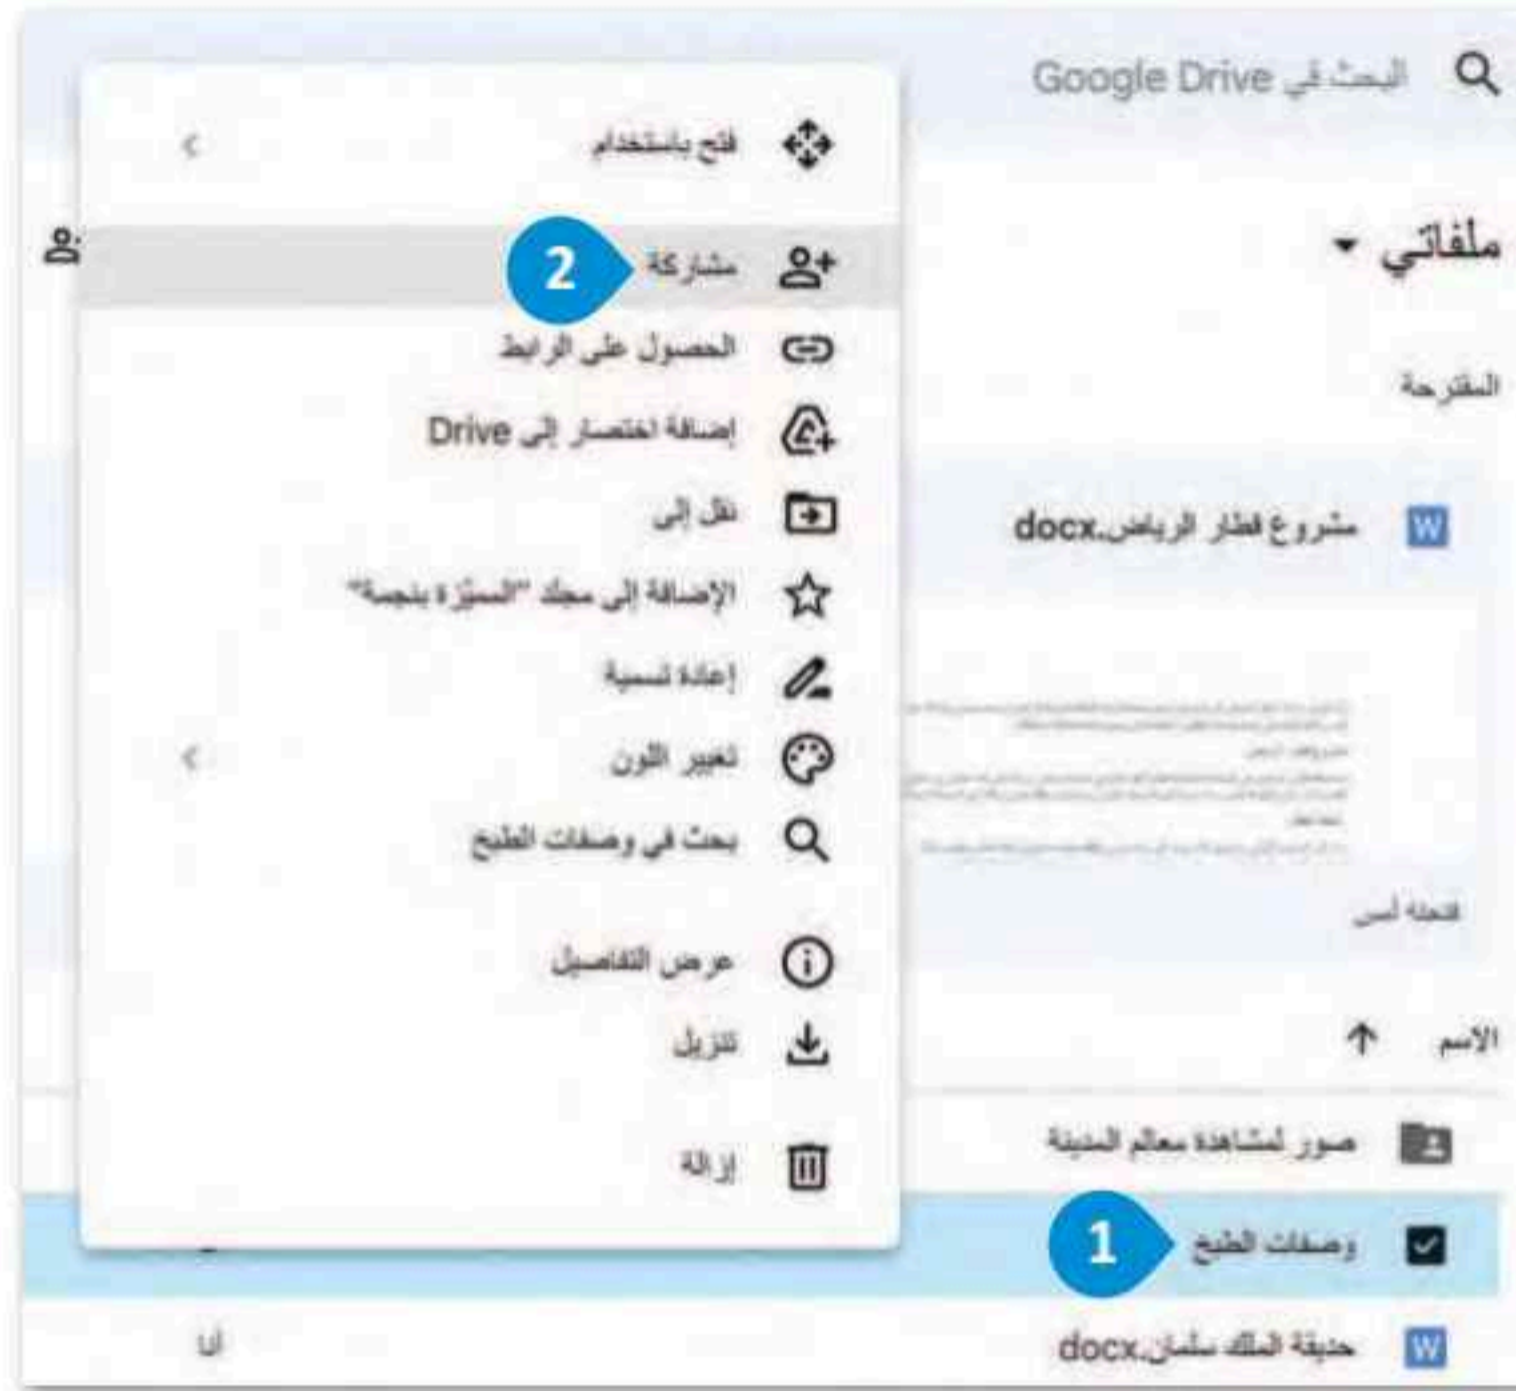 البحث في Google Drive
ملفاتي
المقترحة
مشروع قطار الرياض.docx
فتحته أمس
الاسم
صور لمشاهدة معالم المدينة
1
وصفات الطبخ
حديقة الملك سلمان.docx
أنا
فتح باستخدام
مشاركة
2
الحصول على الرابط
إضافة اختصار إلى Drive
نقل إلى
الإضافة إلى مجلد "المميّزة بنجمة"
إعادة تسمية
تغيير اللون
بحث في وصفات الطبخ
عرض التفاصيل
تنزيل
إزالة